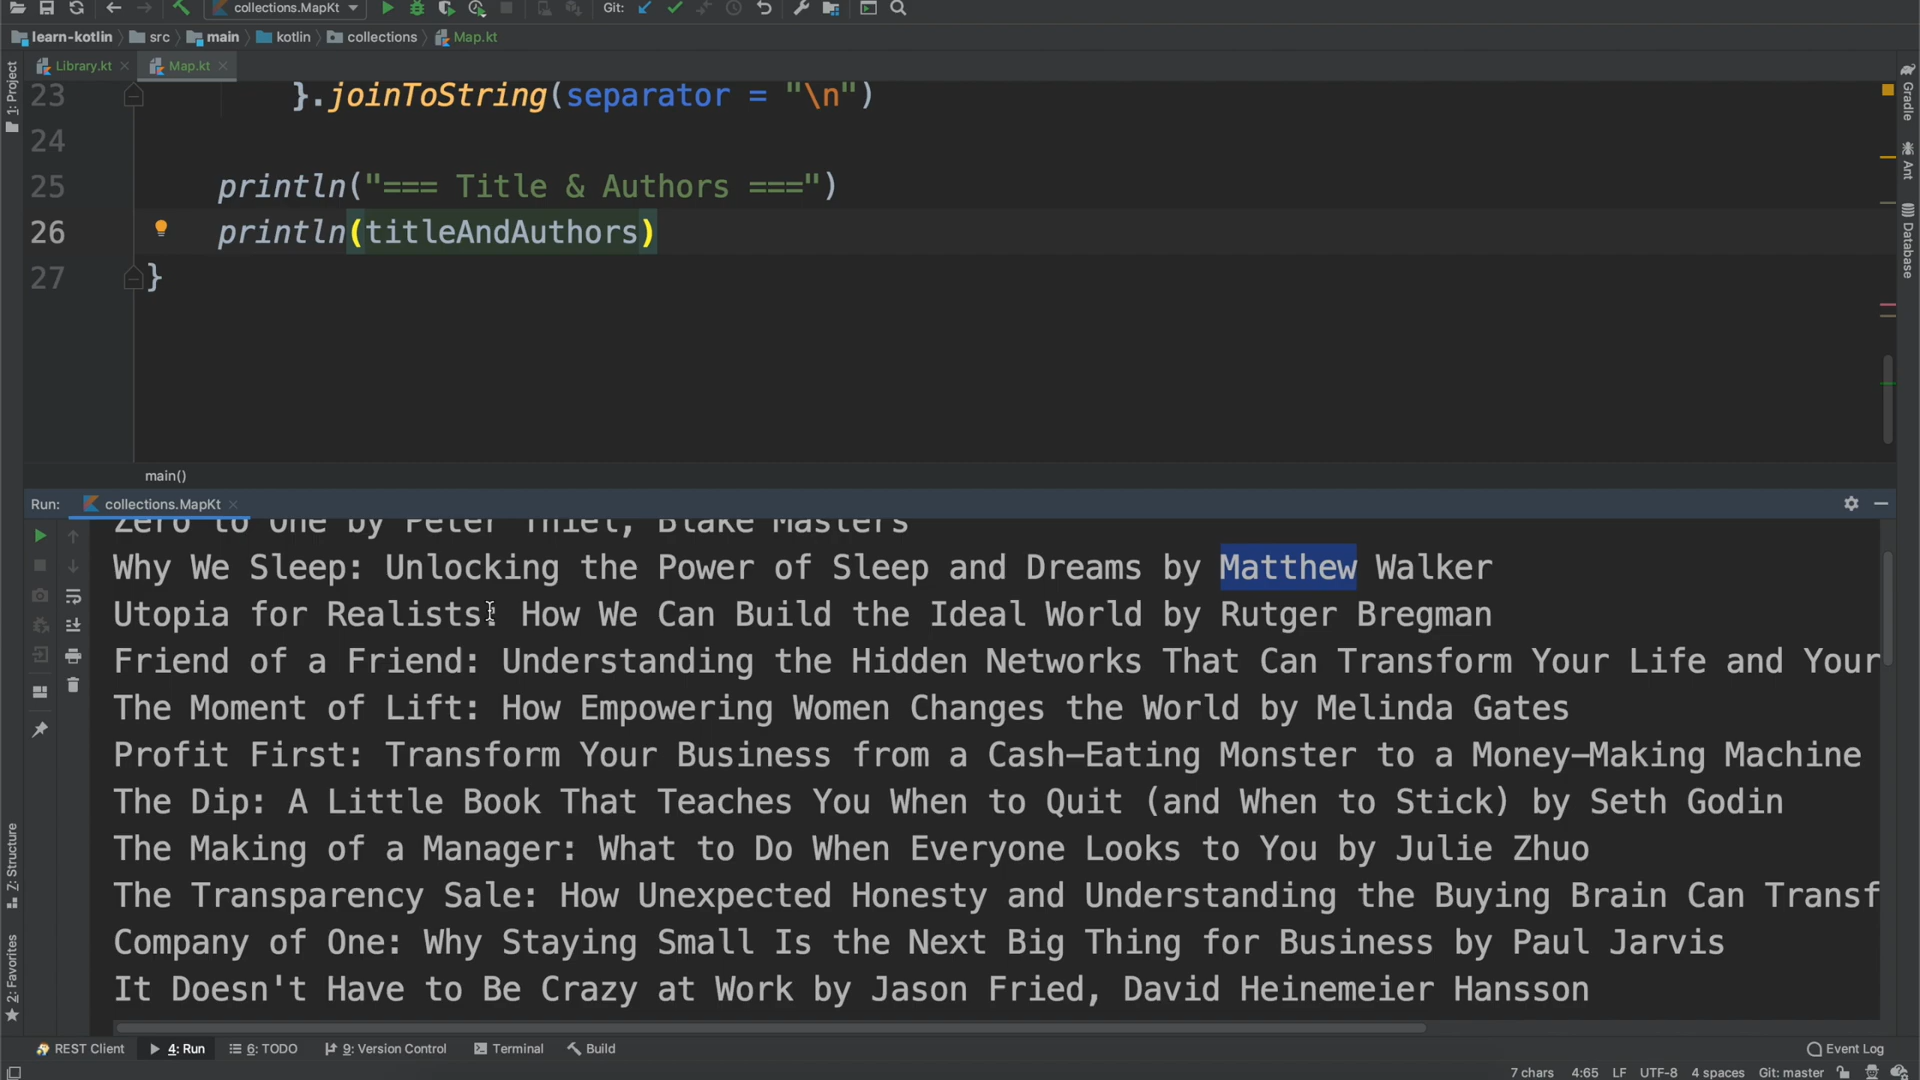 collections.MapKt
Git:
learn-kotlin
src
main
kotlin
collections
Map.kt
Library.kt
Map.kt
1: Project
23 }.joinToString(separator = "\n")
24
25 println("=== Title & Authors ===")
26 println(titleAndAuthors)
27 }
Gradle
Ant
Database
main()
Run: collections.MapKt
Zero to One by Peter Thiel, Blake Masters
Why We Sleep: Unlocking the Power of Sleep and Dreams by Matthew Walker
Utopia for Realists: How We Can Build the Ideal World by Rutger Bregman
Friend of a Friend: Understanding the Hidden Networks That Can Transform Your Life and Your
The Moment of Lift: How Empowering Women Changes the World by Melinda Gates
Profit First: Transform Your Business from a Cash-Eating Monster to a Money-Making Machine
The Dip: A Little Book That Teaches You When to Quit (and When to Stick) by Seth Godin
The Making of a Manager: What to Do When Everyone Looks to You by Julie Zhuo
The Transparency Sale: How Unexpected Honesty and Understanding the Buying Brain Can Transf
Company of One: Why Staying Small Is the Next Big Thing for Business by Paul Jarvis
It Doesn't Have to Be Crazy at Work by Jason Fried, David Heinemeier Hansson
Z: Structure
2: Favorites
REST Client
4: Run
6: TODO
9: Version Control
Terminal
Build
Event Log
7 chars 4:65 LF UTF-8 4 spaces Git: master